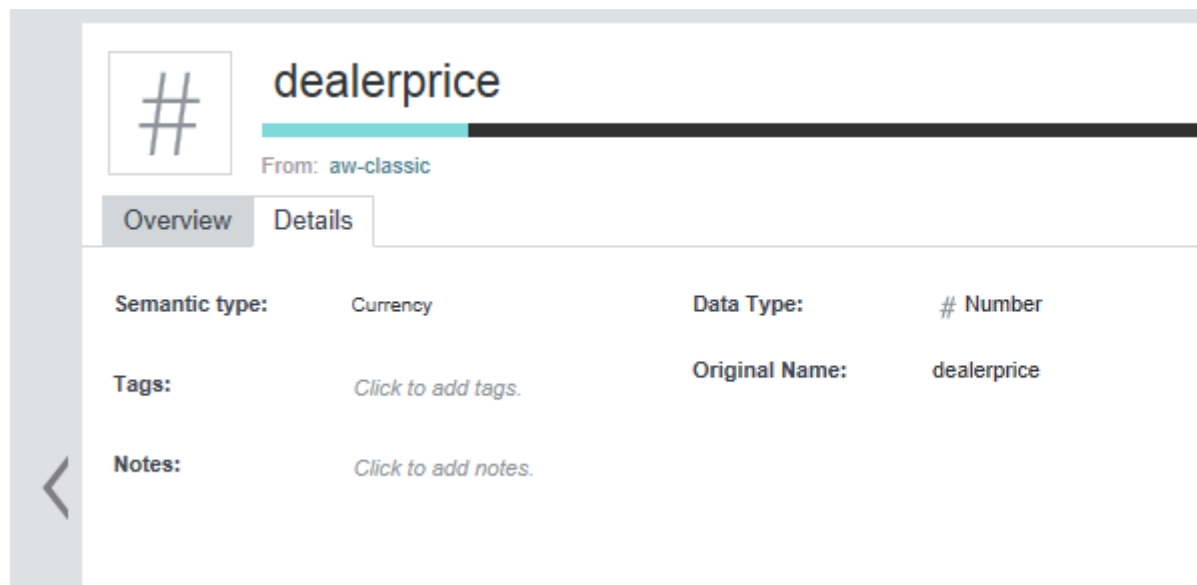 #
dealerprice
From: aw-classic
Overview Details
Semantic type: Currency Data Type: # Number
Original Name: dealerprice
Tags: Click to add tags.
Notes: Click to add notes.